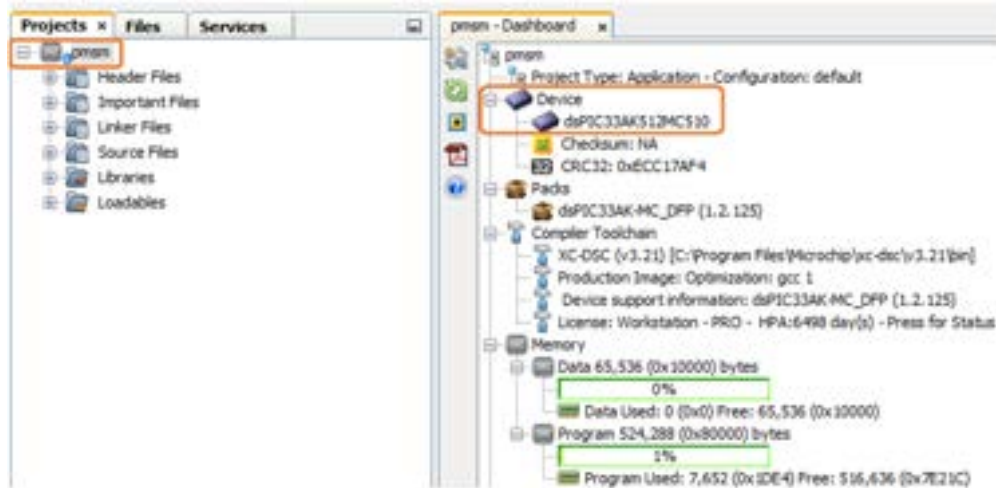 Projects × Files Services
pmsm
Header Files
Important Files
Linker Files
Source Files
Libraries
Loadables
pmsm - Dashboard ×
pmsm
Project Type: Application - Configuration: default
Device
dsPIC33AK512MC510
Checksum: NA
CRC32: 0xECC17AF4
Packs
dsPIC33AK-MC_DFP (1.2.125)
Compiler Toolchain
XC-DSC (v3.21) [C:\Program Files\Microchip\xc-dsc\v3.21\bin]
Production Image: Optimization: gcc 1
Device support information: dsPIC33AK-MC_DFP (1.2.125)
License: Workstation - PRO - HPA:6498 day(s) - Press for Status
Memory
Data 65,536 (0x10000) bytes
0%
Data Used: 0 (0x0) Free: 65,536 (0x10000)
Program 524,288 (0x80000) bytes
1%
Program Used: 7,652 (0x1DE4) Free: 516,636 (0x7E21C)